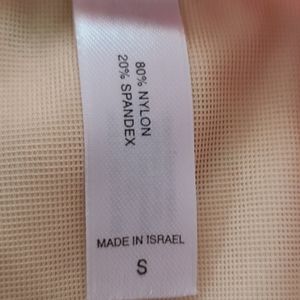 80% NYLON
20% SPANDEX
MADE IN ISRAEL
S